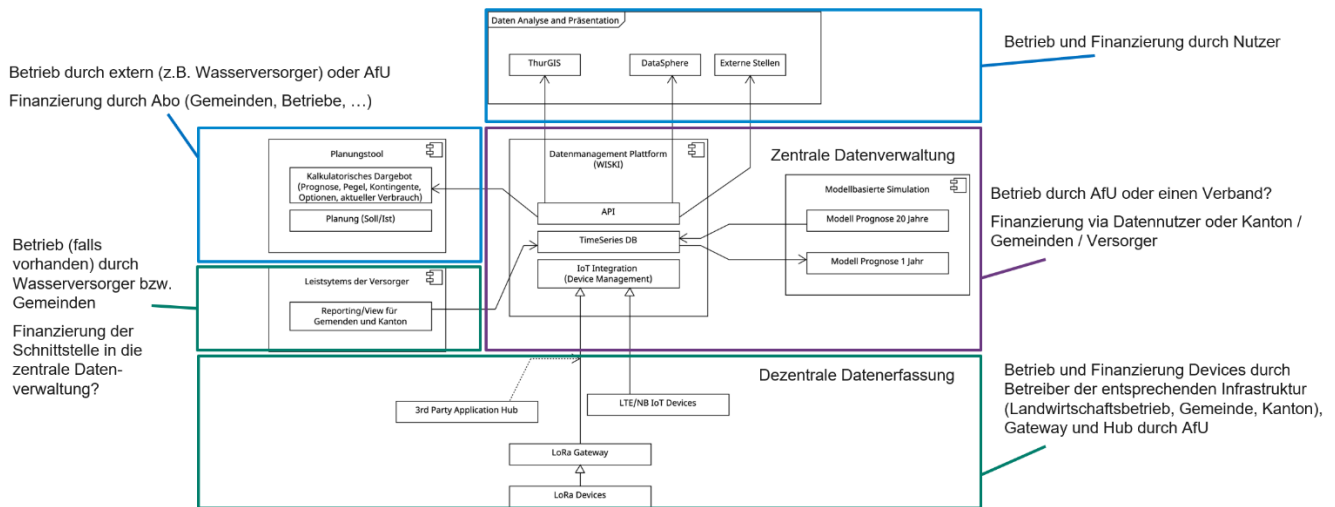 Daten Analyse and Präsentation
ThurGIS
DataSphere
Externe Stellen
Betrieb und Finanzierung durch Nutzer
Betrieb durch extern (z.B. Wasserversorger) oder AfU
Finanzierung durch Abo (Gemeinden, Betriebe, …)
Planungstool
Kalkulatorisches Dargebot
(Prognose, Pegel, Kontingente,
Optionen, aktueller Verbrauch)
Planung (Soll/Ist)
Datenmanagement Plattform
(WISKI)
API
TimeSeries DB
IoT Integration
(Device Management)
Zentrale Datenverwaltung
Modellbasierte Simulation
Modell Prognose 20 Jahre
Modell Prognose 1 Jahr
Betrieb durch AfU oder einen Verband?
Finanzierung via Datennutzer oder Kanton /
Gemeinden / Versorger
Betrieb (falls
vorhanden) durch
Wasserversorger bzw.
Gemeinden
Finanzierung der
Schnittstelle in die
zentrale Daten-
verwaltung?
Leistsytems der Versorger
Reporting/View für
Gemenden und Kanton
Dezentrale Datenerfassung
3rd Party Application Hub
LTE/NB IoT Devices
LoRa Gateway
LoRa Devices
Betrieb und Finanzierung Devices durch
Betreiber der entsprechenden Infrastruktur
(Landwirtschaftsbetrieb, Gemeinde, Kanton),
Gateway und Hub durch AfU